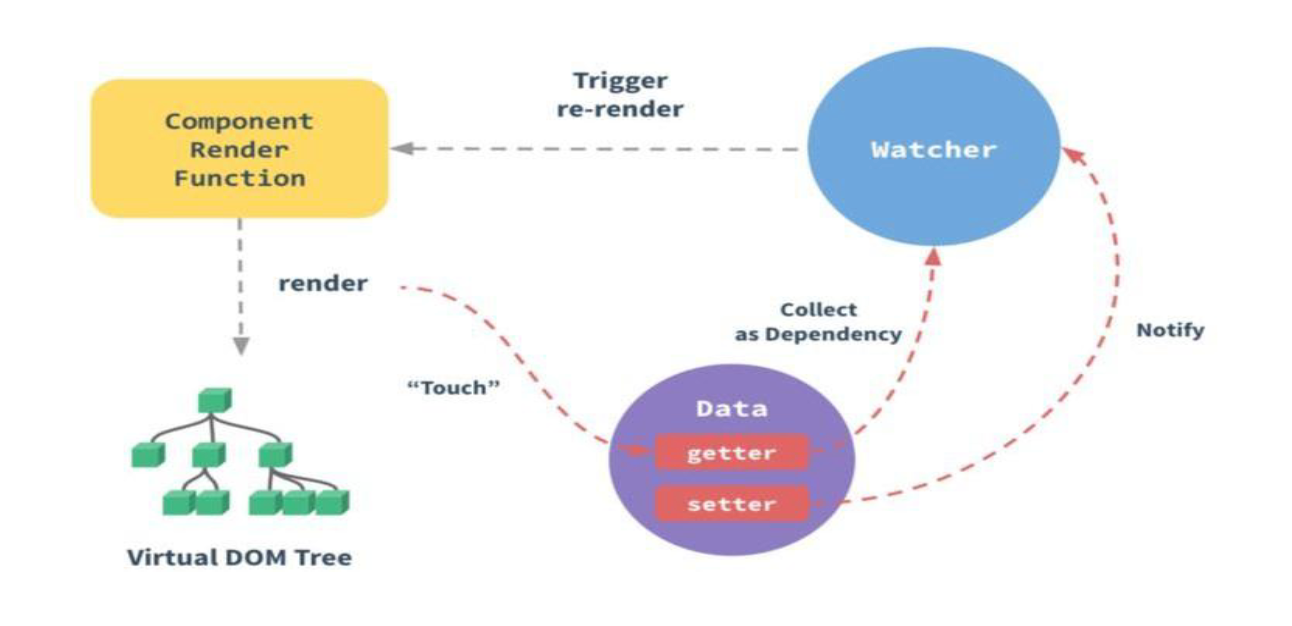 Trigger
re-render
Component
Render
Function
Watcher
render
Collect
as Dependency
Notify
“Touch”
Data
getter
setter
Virtual DOM Tree